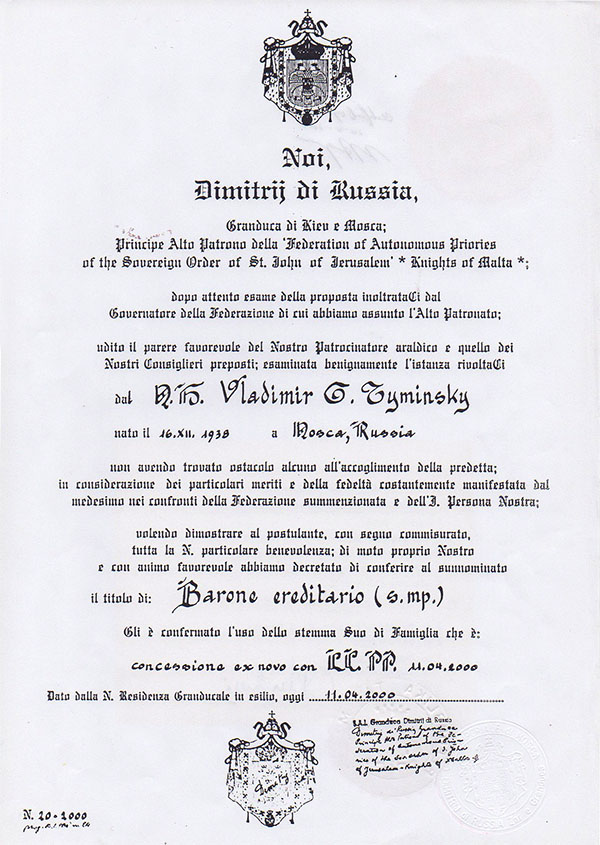 Noi,
Dimitrij di Russia,
Granduca di Kiev e Mosca;
Principe Alto Patrono della 'Federation of Autonomous Priories
of the Sovereign Order of St. John of Jerusalem' * Knights of Malta *;
dopo attento esame della proposta inoltrataCi dal
Governatore della Federazione di cui abbiamo assunto l'Alto Patronato;
udito il parere favorevole del Nostro Patrocinatore araldico e quello dei
Nostri Consiglieri preposti; esaminata benignamente l'istanza rivoltaCi
dal N.H. Vladimir G. Tyminsky
nato il 16.XII. 1938 a Mosca, Russia
non avendo trovato ostacolo alcuno all'accoglimento della predetta;
in considerazione dei particolari meriti e della fedeltà costantemente manifestata dal
medesimo nei confronti della Federazione summenzionata e dell'I. Persona Nostra;
volendo dimostrare al postulante, con segno commisurato,
tutta la N. particolare benevolenza; di moto proprio Nostro
e con animo favorevole abbiamo decretato di conferire al sunnominato
il titolo di: Barone ereditario (s.mp.)
Gli è confermato l'uso dello stemma Suo di Famiglia che è:
concessione ex novo con LL.PP. 11.04.2000
Dato dalla N. Residenza Granducale in esilio, oggi .....11.04.2000
S.A.I. Granduca Dimitrij di Russia
of Jerusalem - Knights of Malta
N. 20-2000